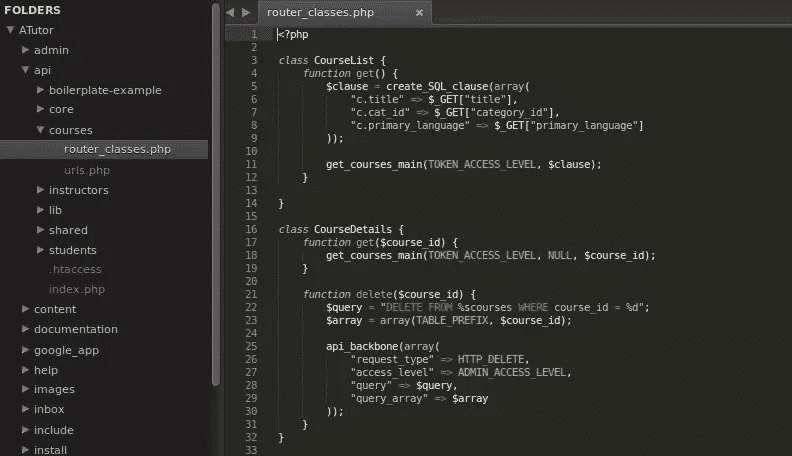 FOLDERS
ATutor
admin
api
boilerplate-example
core
courses
router_classes.php
urls.php
instructors
lib
shared
students
.htaccess
index.php
content
documentation
google_app
help
images
inbox
include
install
router_classes.php ×
1 <?php
2
3 class CourseList {
4     function get() {
5         $clause = create_SQL_clause(array(
6             "c.title" => $_GET["title"],
7             "c.cat_id" => $_GET["category_id"],
8             "c.primary_language" => $_GET["primary_language"]
9         ));
10
11         get_courses_main(TOKEN_ACCESS_LEVEL, $clause);
12     }
13
14 }
15
16 class CourseDetails {
17     function get($course_id) {
18         get_courses_main(TOKEN_ACCESS_LEVEL, NULL, $course_id);
19     }
20
21     function delete($course_id) {
22         $query = "DELETE FROM %scourses WHERE course_id = %d";
23         $array = array(TABLE_PREFIX, $course_id);
24
25         api_backbone(array(
26             "request_type" => HTTP_DELETE,
27             "access_level" => ADMIN_ACCESS_LEVEL,
28             "query" => $query,
29             "query_array" => $array
30         ));
31     }
32 }
33